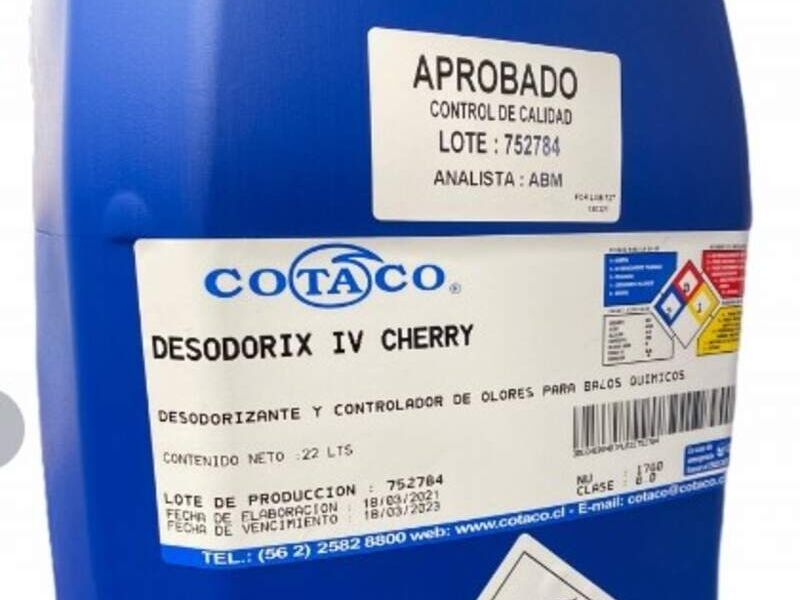 APROBADO
CONTROL DE CALIDAD
LOTE : 752784
ANALISTA : ABM
COTACO®
DESODORIX IV CHERRY
DESODORIZANTE Y CONTROLADOR DE OLORES PARA BAÑOS QUIMICOS
CONTENIDO NETO :22 LTS
LOTE DE PRODUCCION : 752784
FECHA DE ELABORACION : 18/03/2021
FECHA DE VENCIMIENTO : 18/03/2023
NU : 1760
CLASE : 8.0
TEL.: (56 2) 2582 8800 web: www.cotaco.cl - E-mail: cotaco@cotaco.c